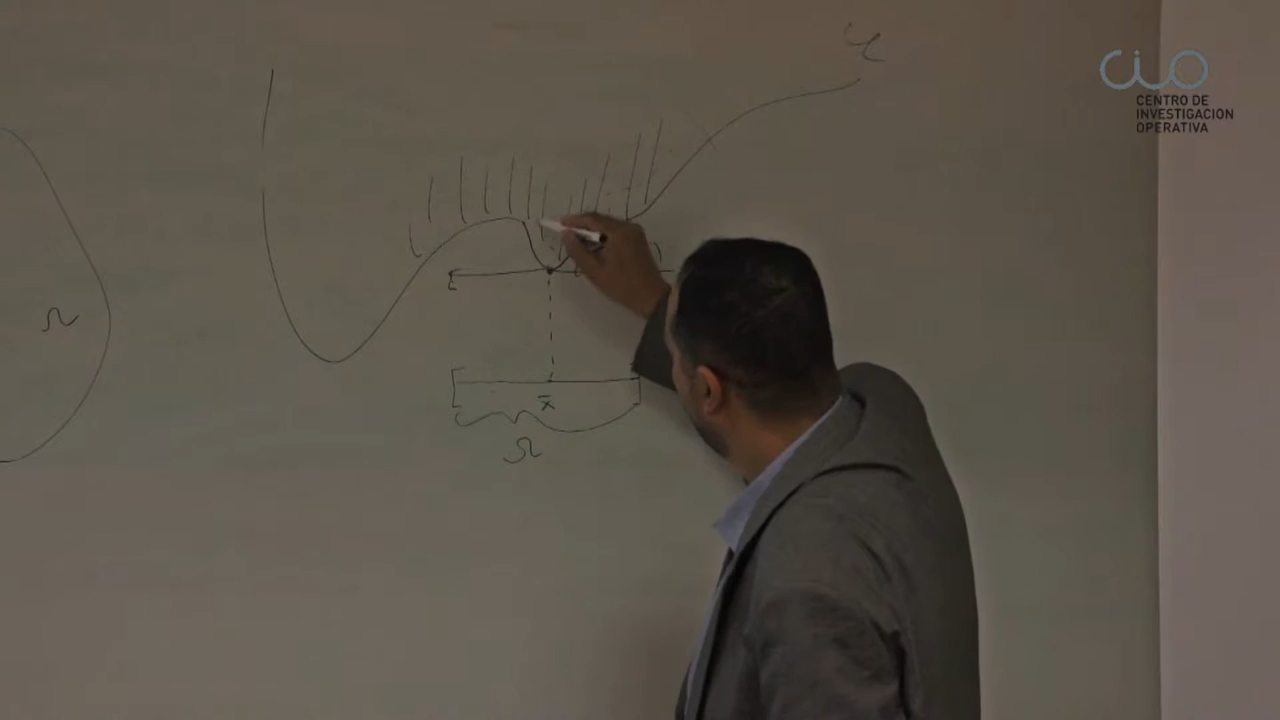 CIO
CENTRO DE
INVESTIGACION
OPERATIVA
Ω
x̄
Ω